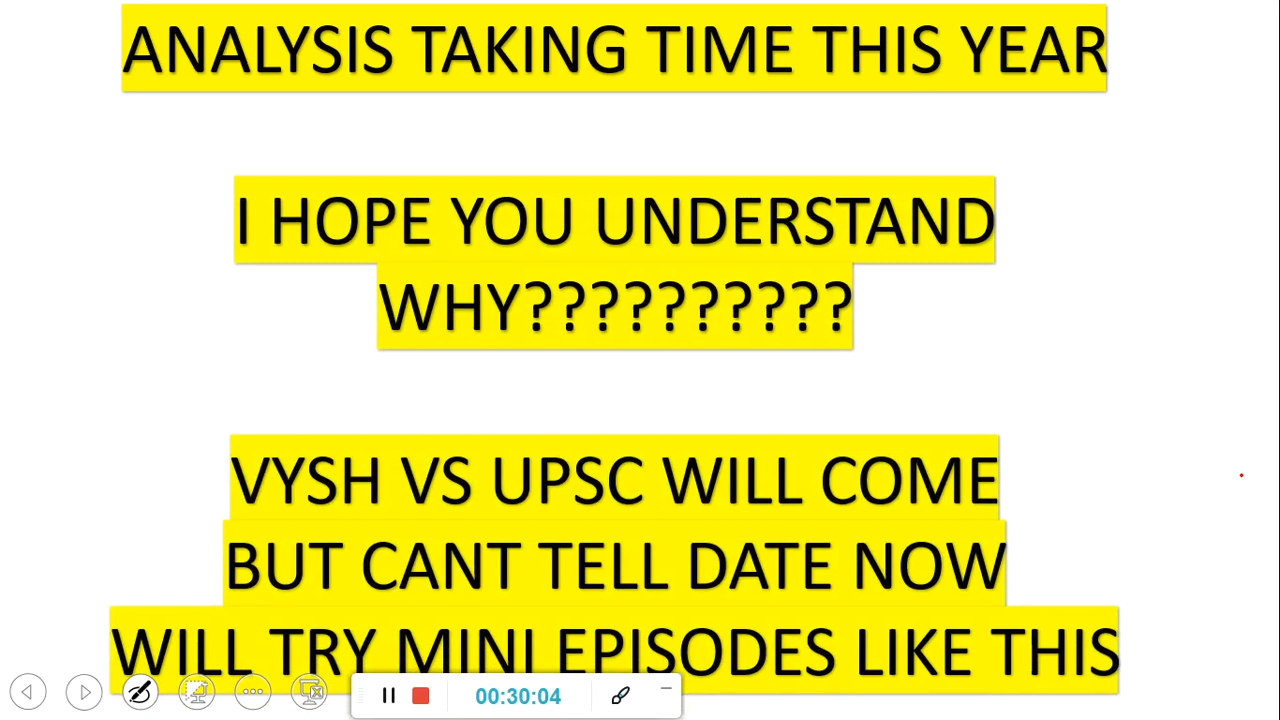 ANALYSIS TAKING TIME THIS YEAR
I HOPE YOU UNDERSTAND
WHY??????????
VYSH VS UPSC WILL COME
BUT CANT TELL DATE NOW
WILL TRY MINI EPISODES LIKE THIS
00:30:04